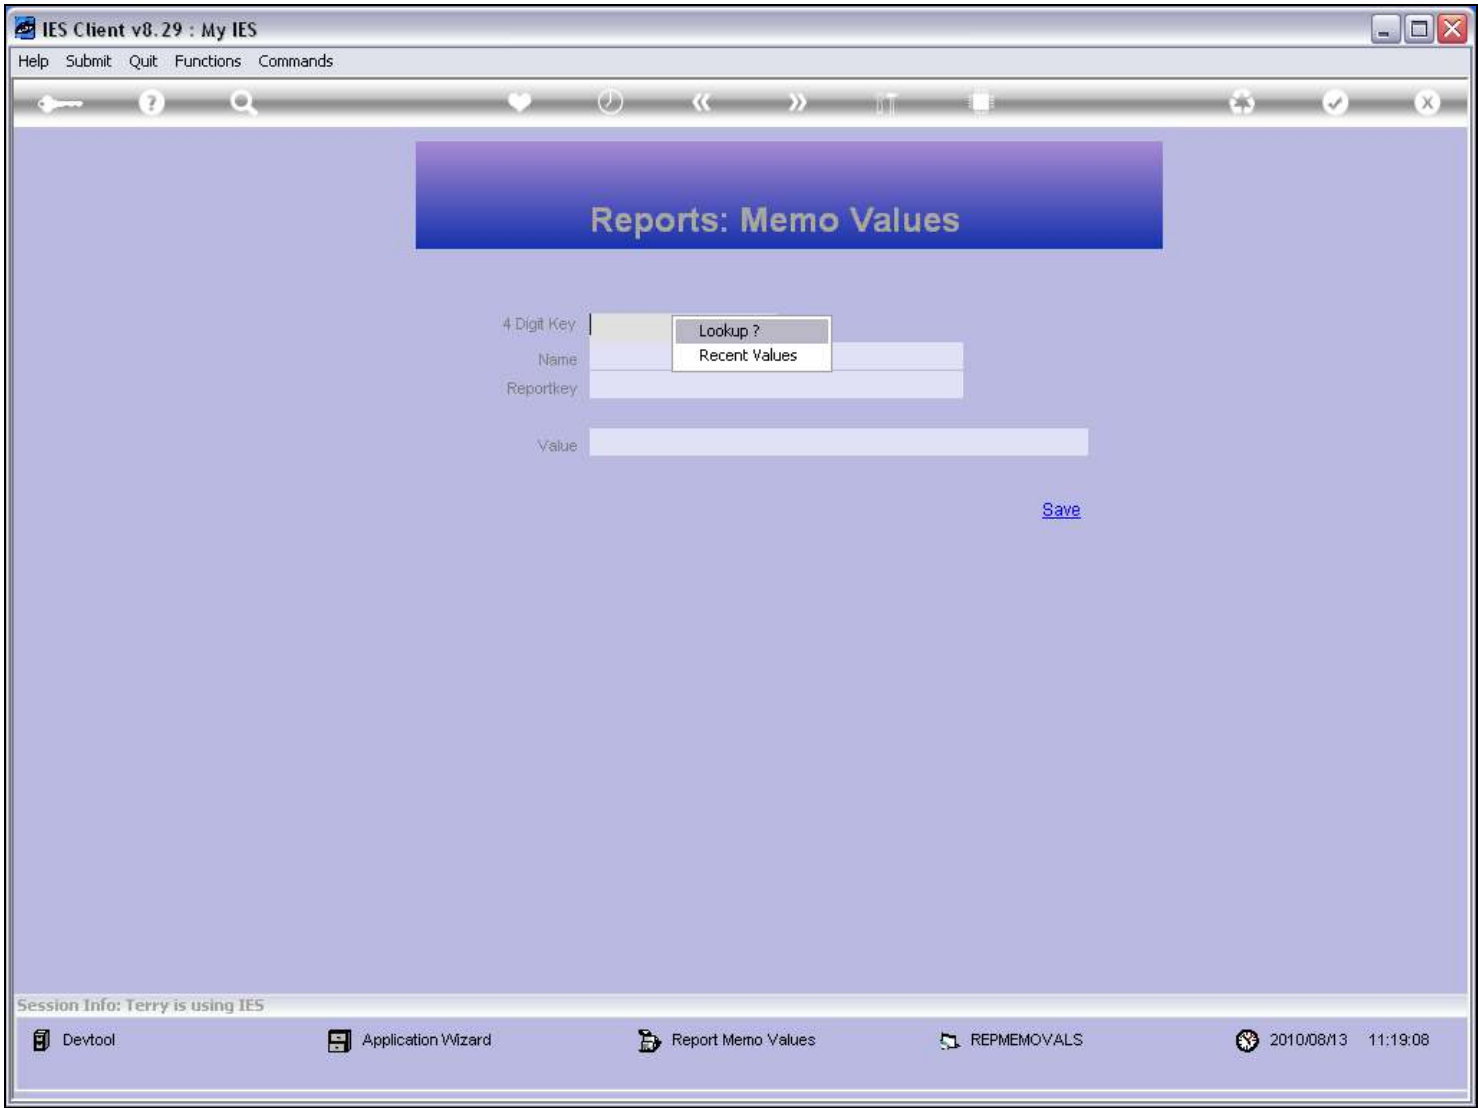 IES Client v8.29 : My IES
Help Submit Quit Functions Commands
Reports: Memo Values
4 Digit Key
Lookup ?
Name
Recent Values
Reportkey
Value
Save
Session Info: Terry is using IES
Devtool Application Wizard Report Memo Values REPMEMOVALS 2010/08/13 11:19:08